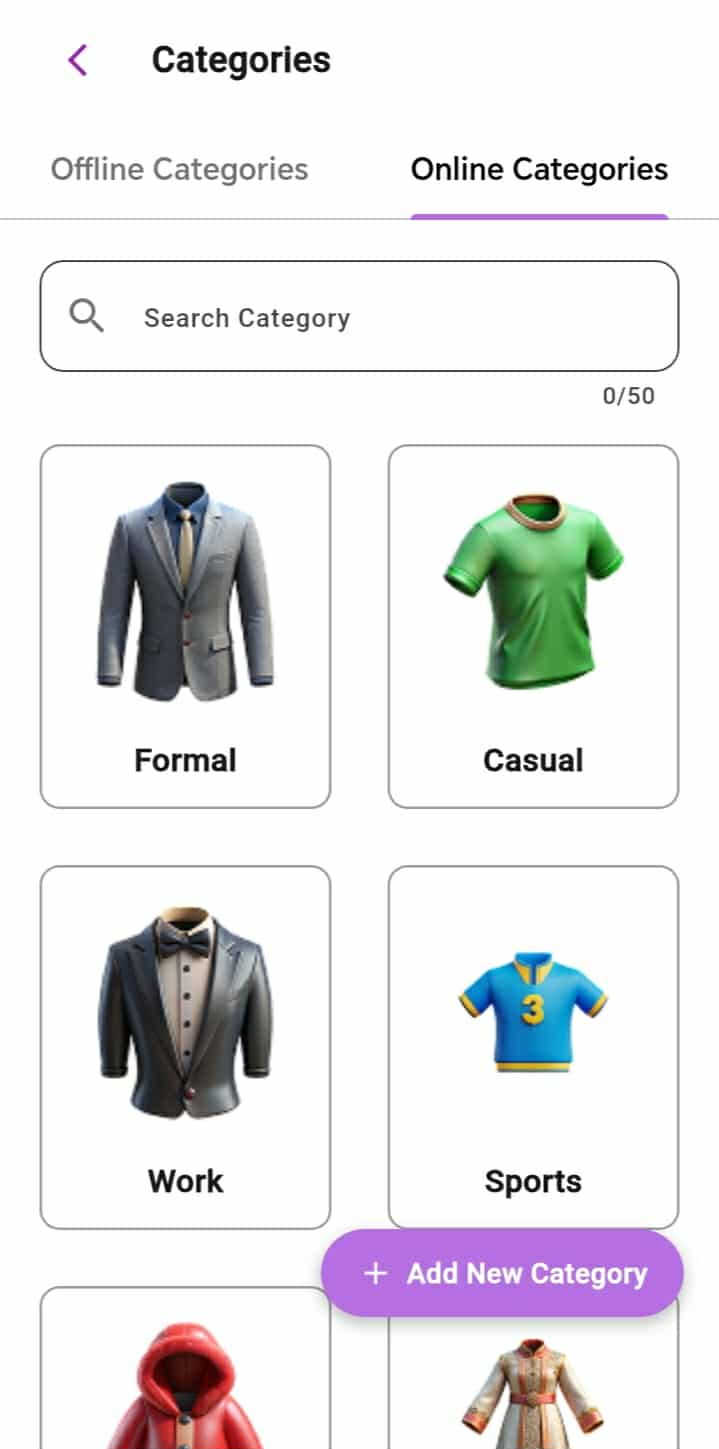 Categories
Offline Categories
Online Categories
Search Category
0/50
Formal
Casual
3
Work
Sports
+ Add New Category